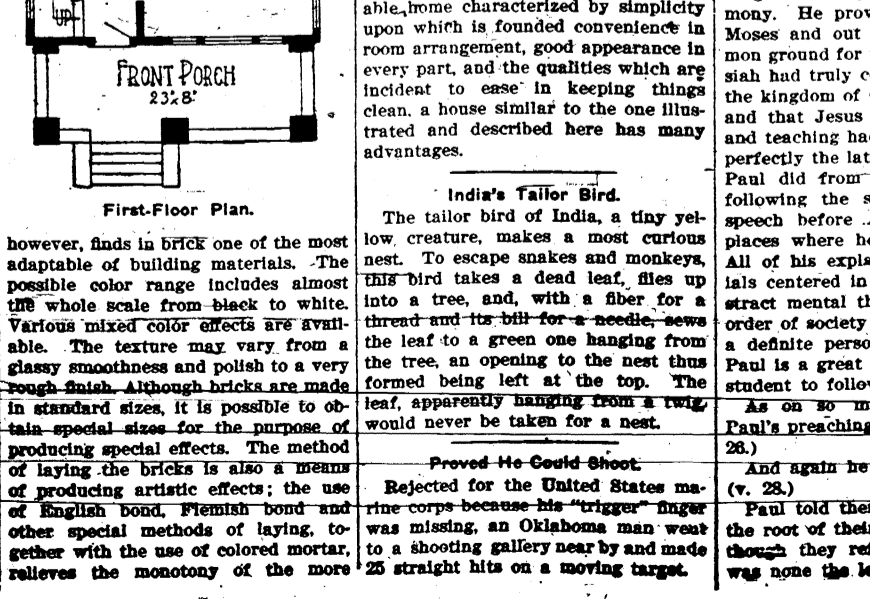 UP
FRONT PORCH
23'x8'
First-Floor Plan.
however, finds in brick one of the most
adaptable of building materials. The
possible color range includes almost
the whole scale from black to white.
Various mixed color effects are avail-
able. The texture may vary from a
glassy smoothness and polish to a very
rough finish. Although bricks are made
in standard sizes, it is possible to ob-
tain special sizes for the purpose of
producing special effects. The method
of laying the bricks is also a means
of producing artistic effects; the use
of English bond, Flemish bond and
other special methods of laying, to-
gether with the use of colored mortar,
relieves the monotony of the more
able home characterized by simplicity
upon which is founded convenience in
room arrangement, good appearance in
every part, and the qualities which are
incident to ease in keeping things
clean, a house similar to the one illus-
trated and described here has many
advantages.
India's Tailor Bird.
The tailor bird of India, a tiny yel-
low creature, makes a most curious
nest. To escape snakes and monkeys,
this bird takes a dead leaf, flies up
into a tree, and, with a fiber for a
thread and its bill for a needle, sews
the leaf to a green one hanging from
the tree, an opening to the nest thus
formed being left at the top. The
leaf, apparently hanging from a twig,
would never be taken for a nest.
Proved He Could Shoot.
Rejected for the United States ma-
rine corps because his "trigger" finger
was missing, an Oklahoma man went
to a shooting gallery near by and made
25 straight hits on a moving target.
mony. He prov
Moses and out
mon ground for
siah had truly c
the kingdom of
and that Jesus
and teaching ha
perfectly the lat
Paul did from
following the s
speech before
places where he
All of his expla
ials centered in
stract mental th
order of society
a definite perso
Paul is a great
student to follov
As on so m
Paul's preaching
26.)
And again he
(v. 28.)
Paul told thei
the root of their
though they rej
was none the le